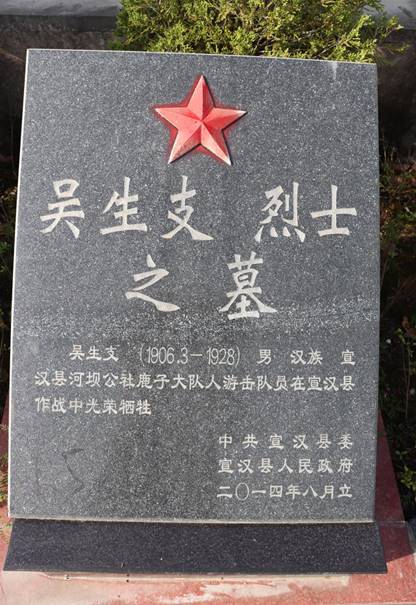 吴生支 烈士
之墓
吴生支 (1906.3—1928) 男 汉族 宣
汉县河坝公社鹿子大队人游击队员在宣汉县
作战中光荣牺牲
中共宣汉县委
宣汉县人民政府
二〇一四年八月立